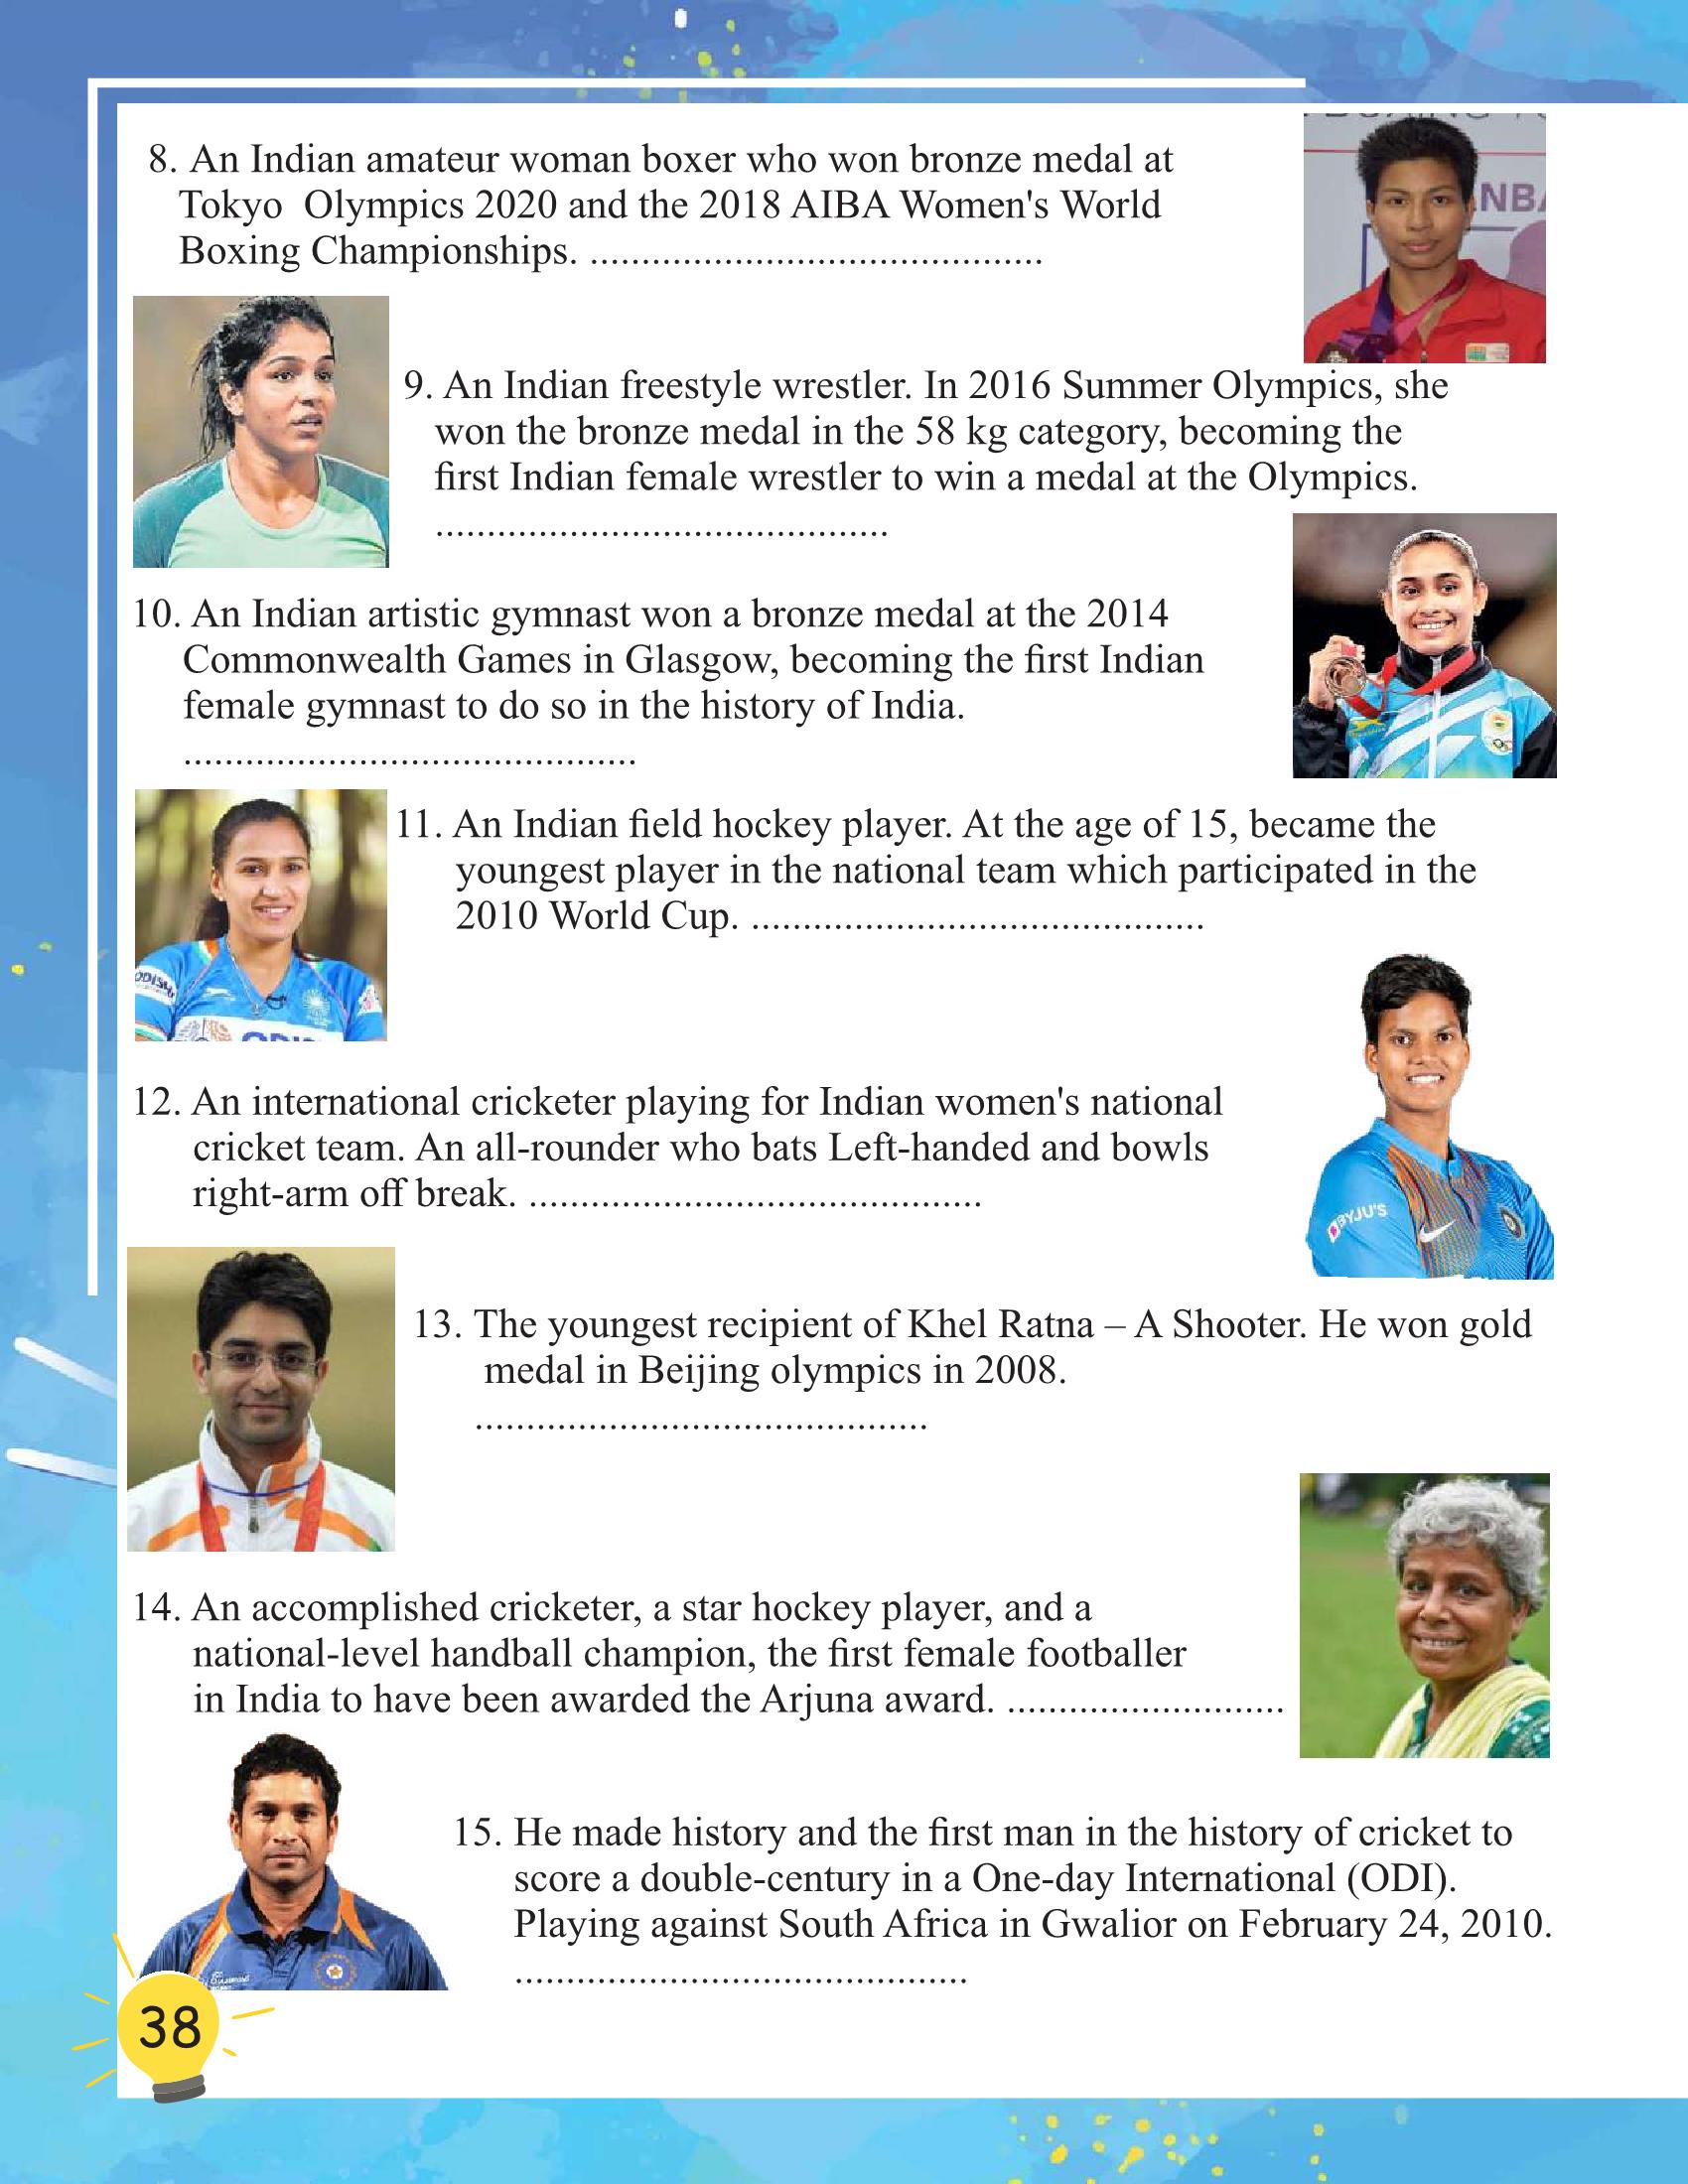 8. An Indian amateur woman boxer who won bronze medal at
Tokyo Olympics 2020 and the 2018 AIBA Women's World
Boxing Championships. ............................................
NBA
9. An Indian freestyle wrestler. In 2016 Summer Olympics, she
won the bronze medal in the 58 kg category, becoming the
first Indian female wrestler to win a medal at the Olympics.
............................................
10. An Indian artistic gymnast won a bronze medal at the 2014
Commonwealth Games in Glasgow, becoming the first Indian
female gymnast to do so in the history of India.
............................................
11. An Indian field hockey player. At the age of 15, became the
youngest player in the national team which participated in the
2010 World Cup. ............................................
ODISHA
12. An international cricketer playing for Indian women's national
cricket team. An all-rounder who bats Left-handed and bowls
right-arm off break. ............................................
BYJU'S
13. The youngest recipient of Khel Ratna – A Shooter. He won gold
medal in Beijing olympics in 2008.
............................................
14. An accomplished cricketer, a star hockey player, and a
national-level handball champion, the first female footballer
in India to have been awarded the Arjuna award. ...........................
15. He made history and the first man in the history of cricket to
score a double-century in a One-day International (ODI).
Playing against South Africa in Gwalior on February 24, 2010.
............................................
38